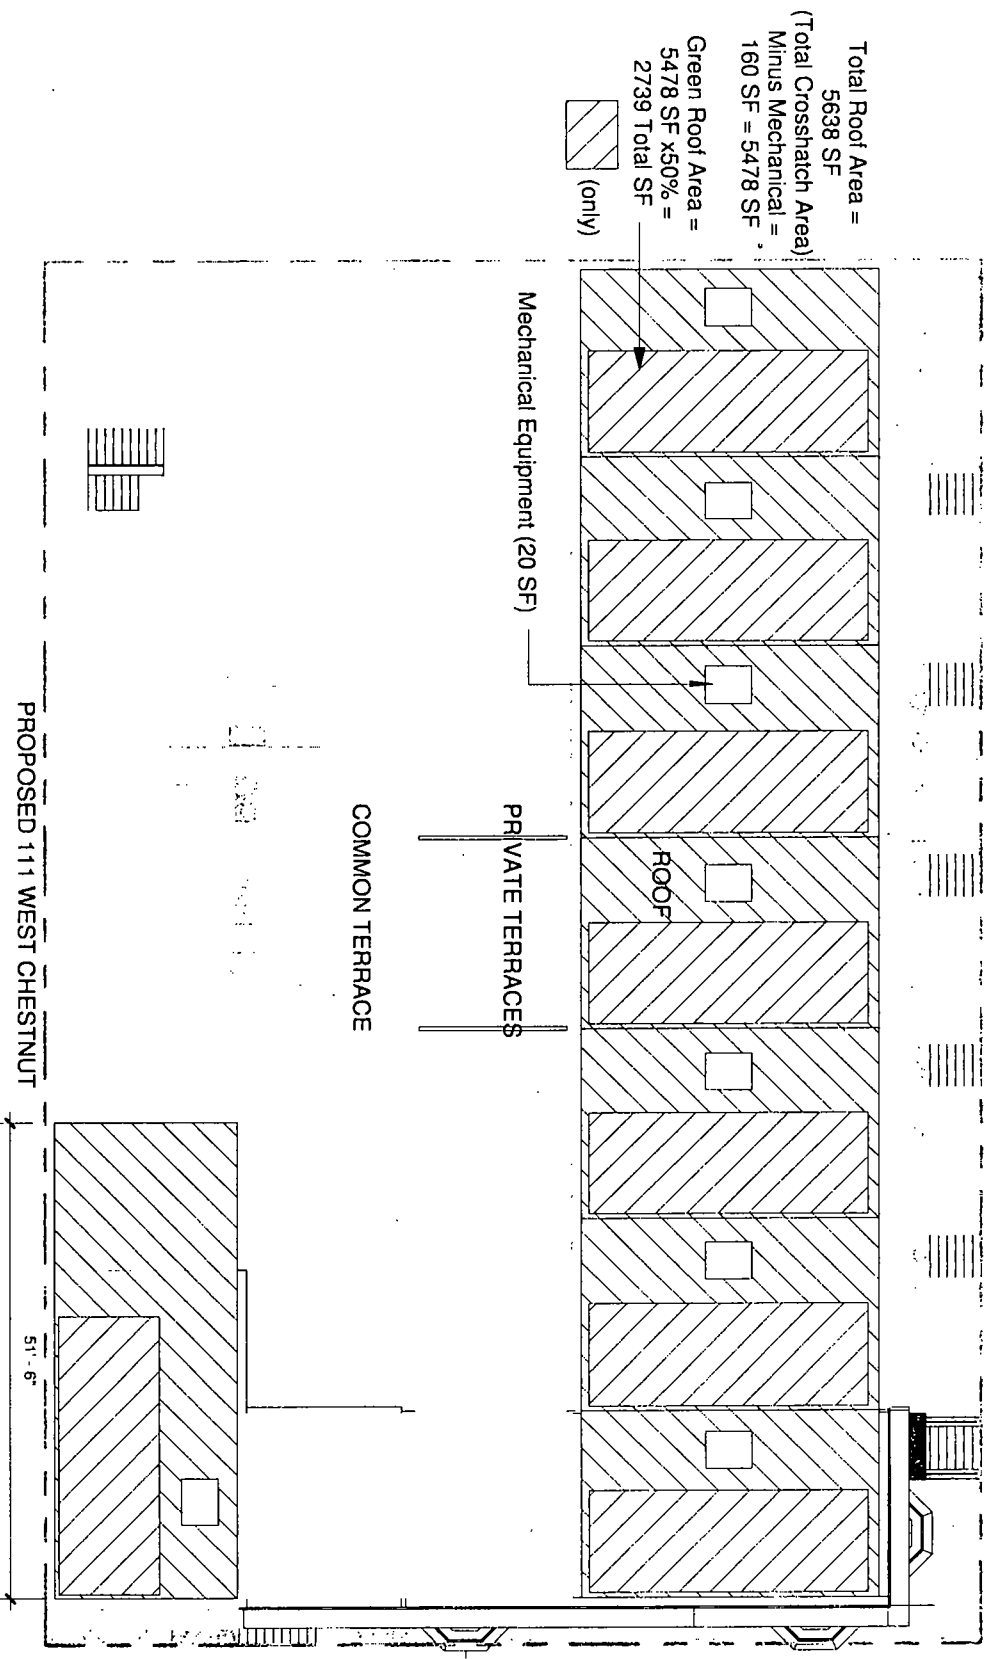 Total Roof Area =
5638 SF
(Total Crosshatch Area)
Minus Mechanical =
160 SF = 5478 SF
Green Roof Area =
5478 SF x50% =
2739 Total SF
(only)
Mechanical Equipment (20 SF)
ROOF
PRIVATE TERRACES
COMMON TERRACE
PROPOSED 111 WEST CHESTNUT
51' - 6"